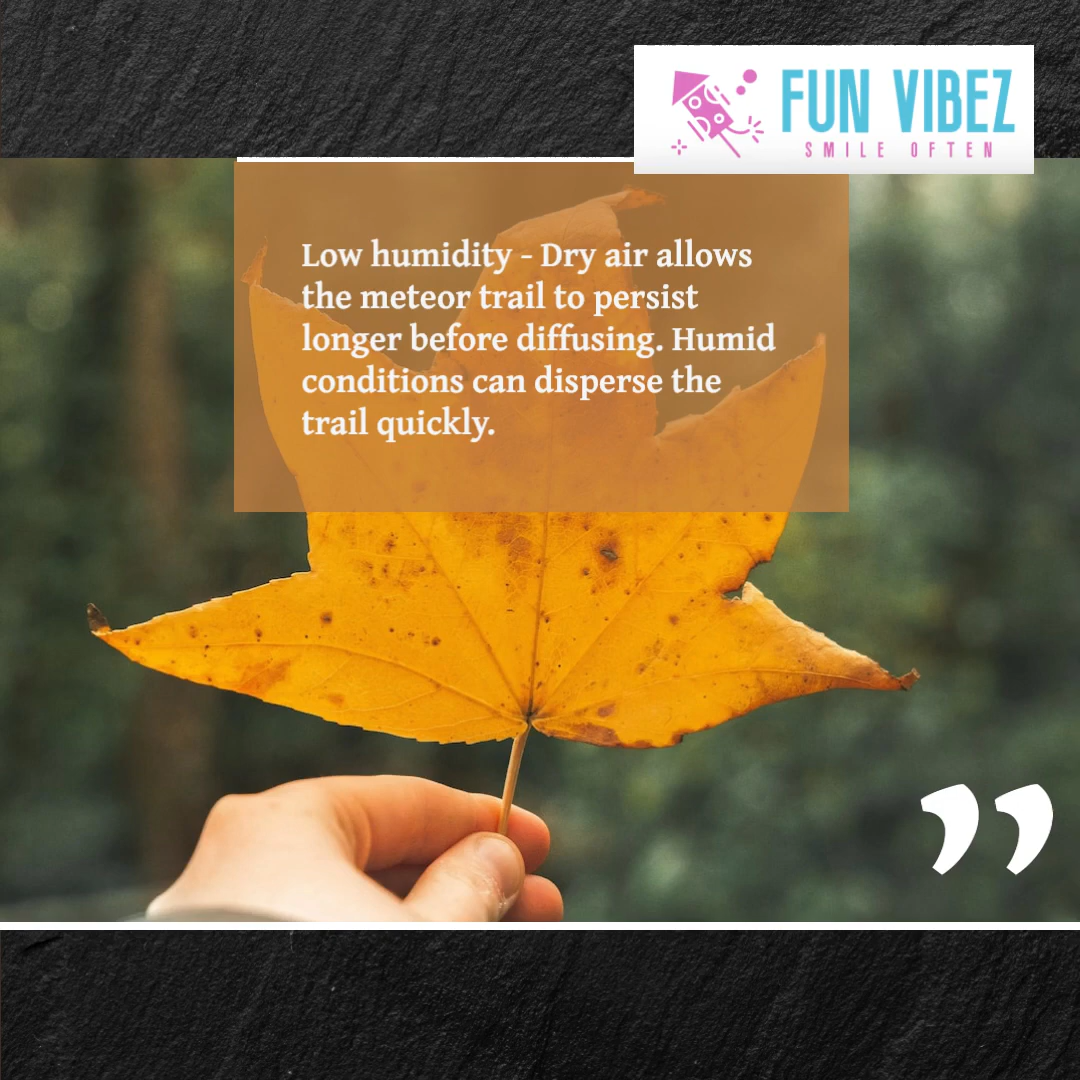 FUN VIBEZ
SMILE OFTEN
Low humidity - Dry air allows
the meteor trail to persist
longer before diffusing. Humid
conditions can disperse the
trail quickly.
”